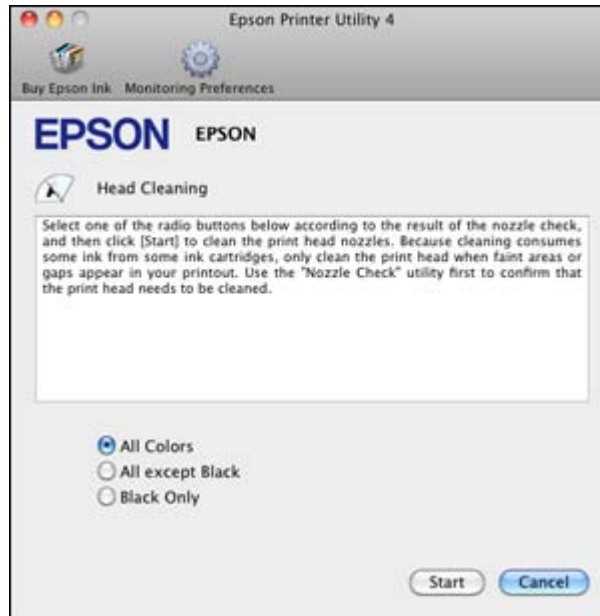 Epson Printer Utility 4
Buy Epson Ink Monitoring Preferences
EPSON EPSON
Head Cleaning
Select one of the radio buttons below according to the result of the nozzle check,
and then click [Start] to clean the print head nozzles. Because cleaning consumes
some ink from some ink cartridges, only clean the print head when faint areas or
gaps appear in your printout. Use the "Nozzle Check" utility first to confirm that
the print head needs to be cleaned.
All Colors
All except Black
Black Only
Start Cancel